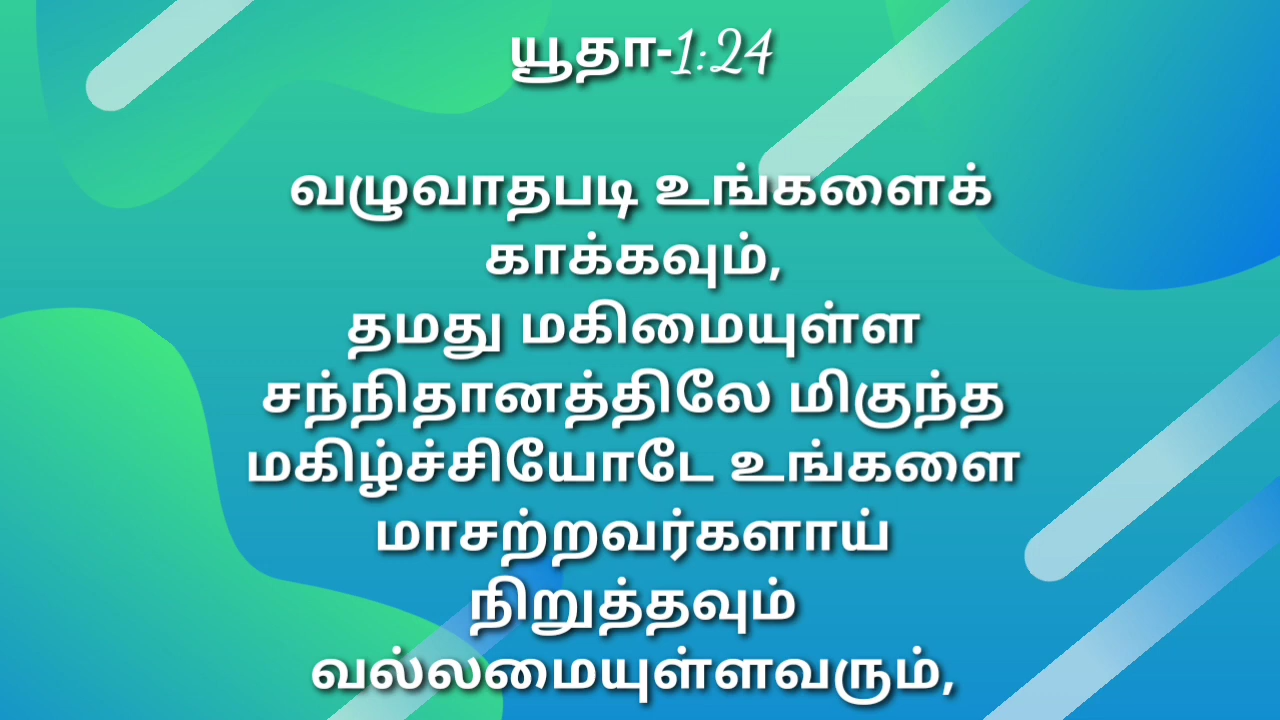 யூதா-1:24
வழுவாதபடி உங்களைக்
காக்கவும்,
தமது மகிமையுள்ள
சந்நிதானத்திலே மிகுந்த
மகிழ்ச்சியோடே உங்களை
மாசற்றவர்களாய்
நிறுத்தவும்
வல்லமையுள்ளவரும்,